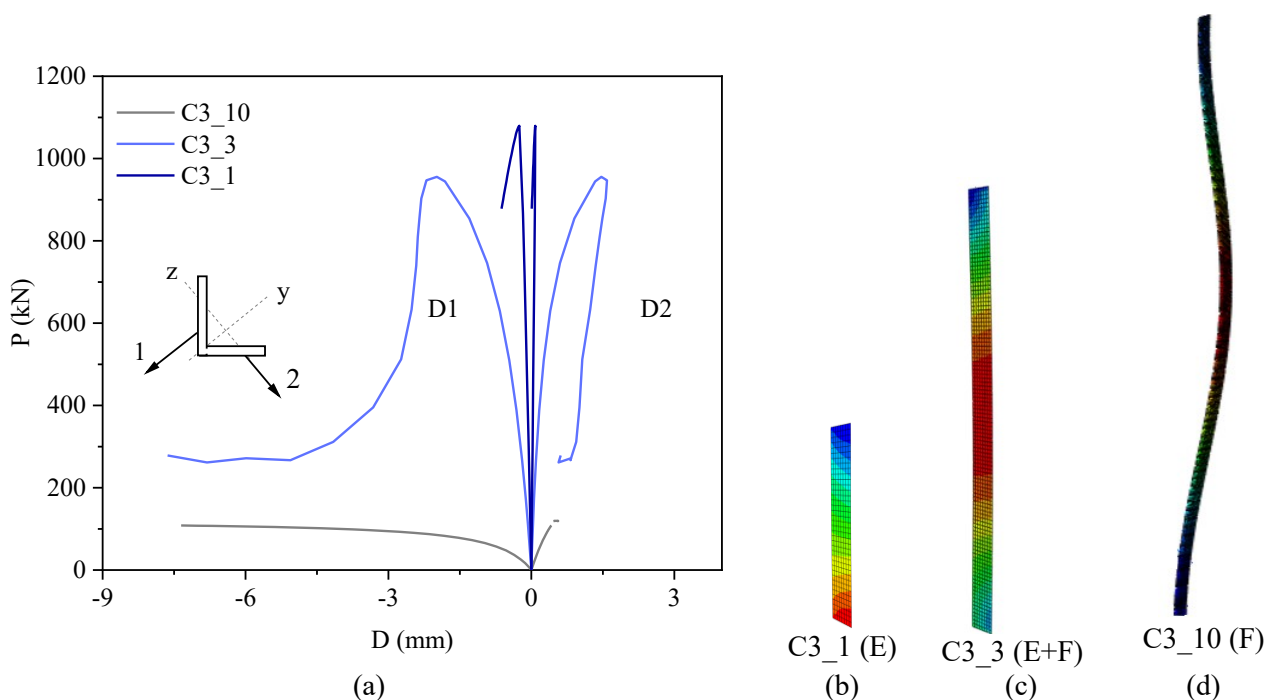 1200
1000
800
600
400
200
0
P (kN)
C3_10
C3_3
C3_1
z
y
1
2
D1
D2
-9
-6
-3
0
3
D (mm)
(a)
C3_1 (E)
(b)
C3_3 (E+F)
(c)
C3_10 (F)
(d)